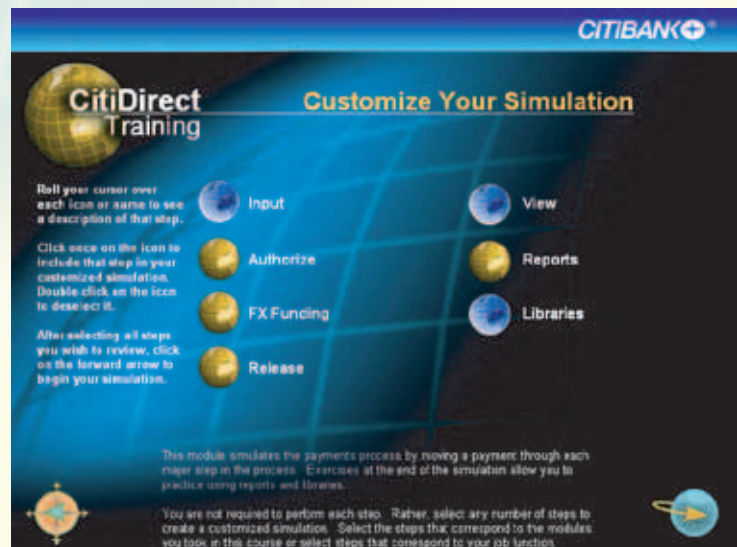 CITIBANK®
CitiDirect
Training
Customize Your Simulation
Roll your cursor over
each icon or name to see
a description of that step.
Click once on the icon to
include that step in your
customized simulation.
Double click on the icon
to deselect it.
After selecting all steps
you wish to review, click
on the forward arrow to
begin your simulation.
Input
Authorize
FX Funding
Release
View
Reports
Libraries
This module simulates the payments process by moving a payment through each
major step in the process. Exercises at the end of the simulation allow you to
practice using reports and libraries.
You are not required to perform each step. Rather, select any number of steps to
create a customized simulation. Select the steps that correspond to the modules
you took in this course or select steps that correspond to your job function.